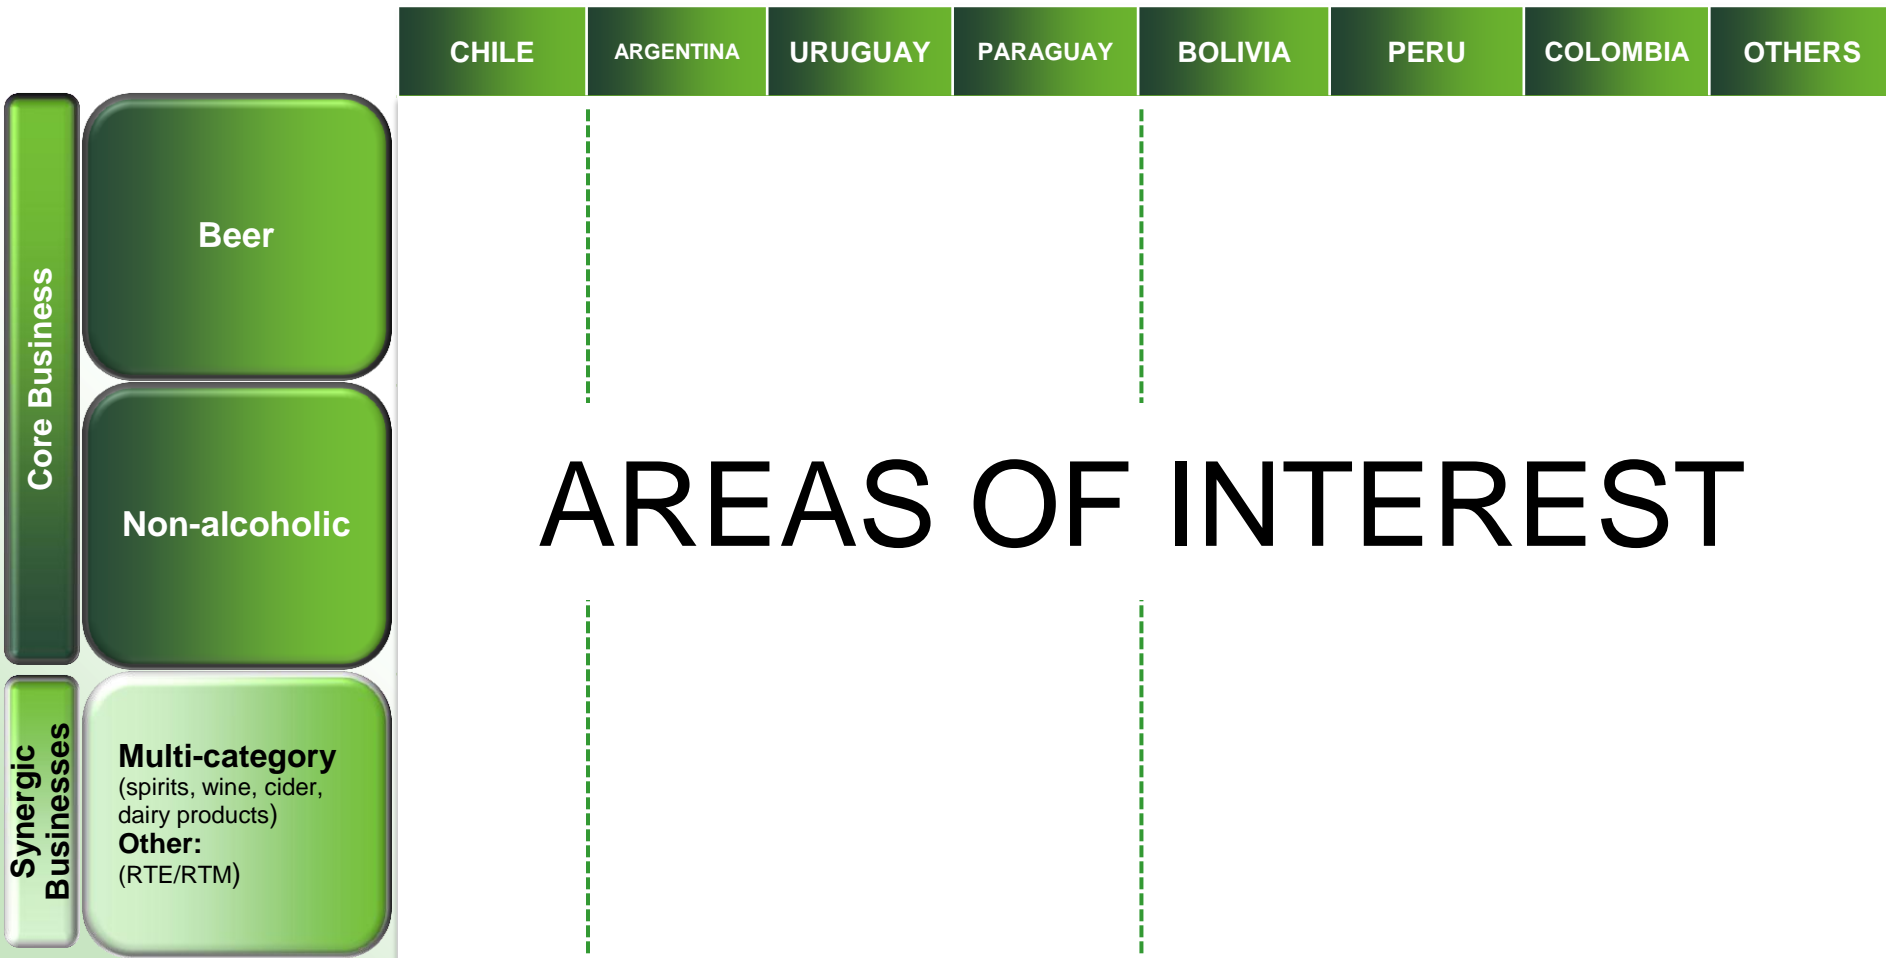 CHILE ARGENTINA URUGUAY PARAGUAY BOLIVIA PERU COLOMBIA OTHERS
Core Business
Beer
Non-alcoholic
AREAS OF INTEREST
Synergic
Businesses
Multi-category
(spirits, wine, cider,
dairy products)
Other:
(RTE/RTM)